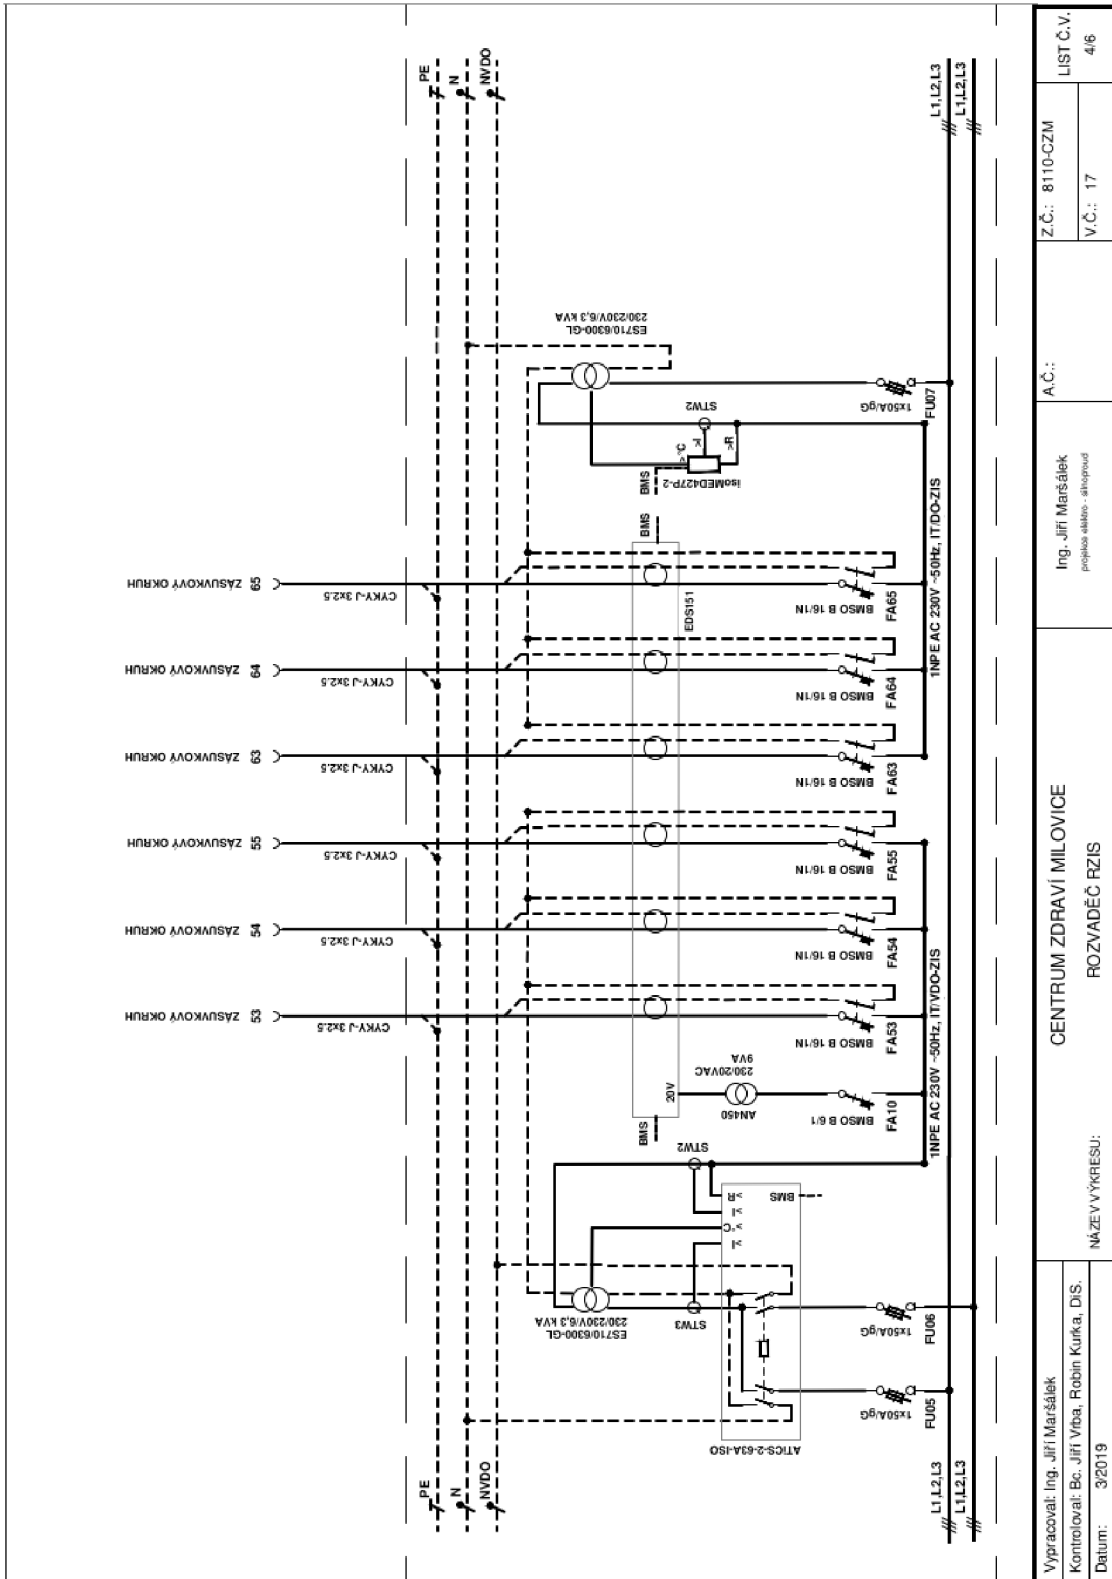 PE
N
NVDO
L1,L2,L3
L1,L2,L3
ES710/6300-GL
230/230V/6,3 kVA
1x50A/gG
FU07
STW2
>°C
>I
>R
isoMED427P-2
BMS
BMS
EDS151
1NPE AC 230V ~50Hz, IT/DO-ZIS
65 ZÁSUVKOVÝ OKRUH
CYKY-J 3x2.5
BMSO B 16/1N
FA65
64 ZÁSUVKOVÝ OKRUH
CYKY-J 3x2.5
BMSO B 16/1N
FA64
63 ZÁSUVKOVÝ OKRUH
CYKY-J 3x2.5
BMSO B 16/1N
FA63
55 ZÁSUVKOVÝ OKRUH
CYKY-J 3x2.5
BMSO B 16/1N
FA55
54 ZÁSUVKOVÝ OKRUH
CYKY-J 3x2.5
BMSO B 16/1N
FA54
53 ZÁSUVKOVÝ OKRUH
CYKY-J 3x2.5
BMSO B 16/1N
FA53
1NPE AC 230V ~50Hz, IT/VDO-ZIS
20V
AN450
230/20VAC
9VA
BMSO B 6/1
FA10
BMS
STW2
>R
>I
>°C
>I
BMS
ES710/6300-GL
230/230V/6,3 kVA
STW3
ATICS-2-63A-ISO
1x50A/gG
FU06
1x50A/gG
FU05
PE
N
NVDO
L1,L2,L3
L1,L2,L3
Vypracoval: Ing. Jiří Maršálek
Kontroloval: Bc. Jiří Vrba, Robin Kurka, DiS.
Datum: 3/2019
CENTRUM ZDRAVÍ MILOVICE
NÁZEV VÝKRESU:
ROZVADĚČ RZIS
Ing. Jiří Maršálek
projekce elektro - silnoproud
A.Č.:
Z.Č.: 8110-CZM
V.Č.: 17
LIST Č.V.
4/6